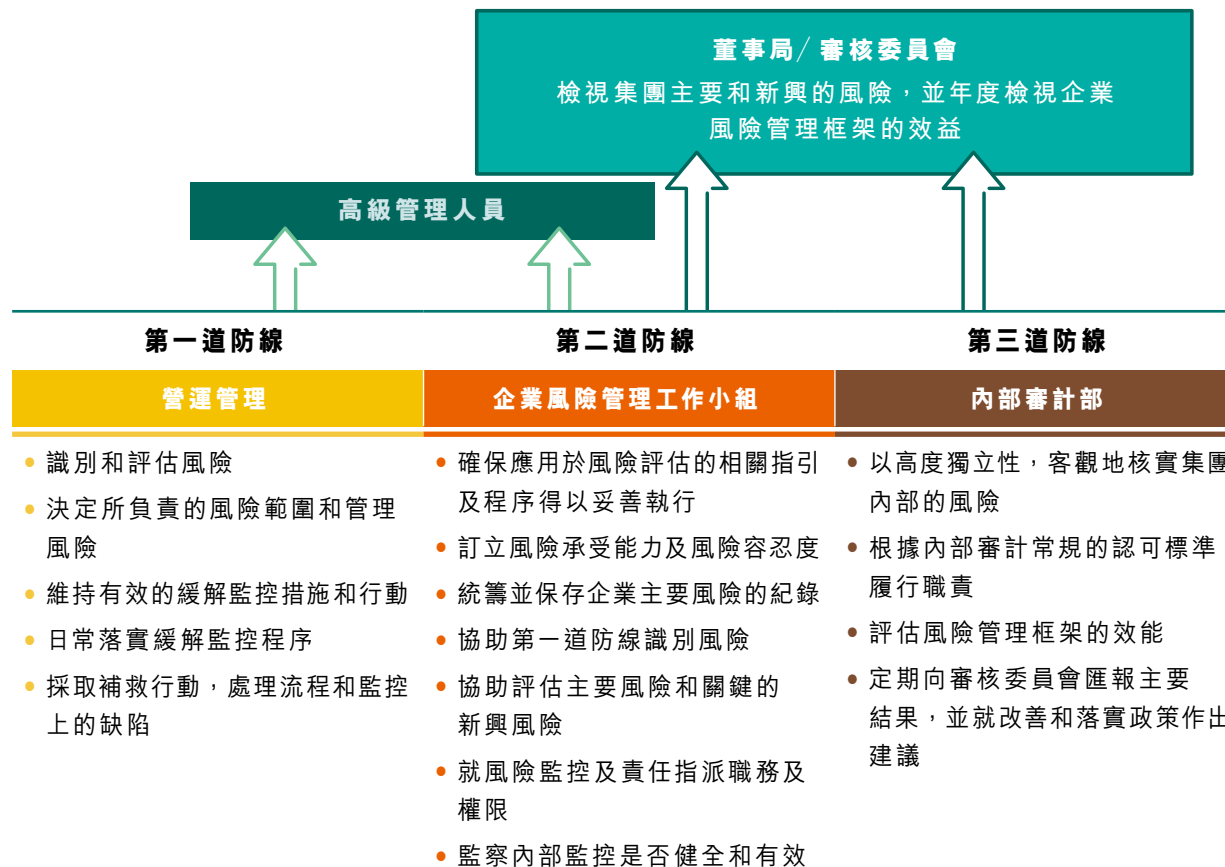 董事局/審核委員會
檢視集團主要和新興的風險，並年度檢視企業
風險管理框架的效益
高級管理人員
第一道防線
營運管理
• 識別和評估風險
• 決定所負責的風險範圍和管理
風險
• 維持有效的緩解監控措施和行動
• 日常落實緩解監控程序
• 採取補救行動，處理流程和監控
上的缺陷
第二道防線
企業風險管理工作小組
• 確保應用於風險評估的相關指引
及程序得以妥善執行
• 訂立風險承受能力及風險容忍度
• 統籌並保存企業主要風險的紀錄
• 協助第一道防線識別風險
• 協助評估主要風險和關鍵的
新興風險
• 就風險監控及責任指派職務及
權限
• 監察內部監控是否健全和有效
第三道防線
內部審計部
• 以高度獨立性，客觀地核實集團
內部的風險
• 根據內部審計常規的認可標準
履行職責
• 評估風險管理框架的效能
• 定期向審核委員會匯報主要
結果，並就改善和落實政策作出
建議